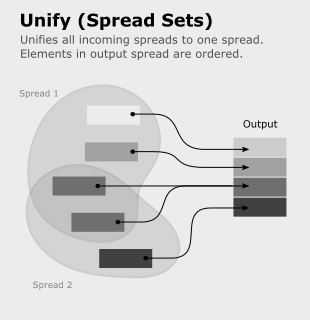 Unify (Spread Sets)
Unifies all incoming spreads to one spread.
Elements in output spread are ordered.
Spread 1
Output
Spread 2